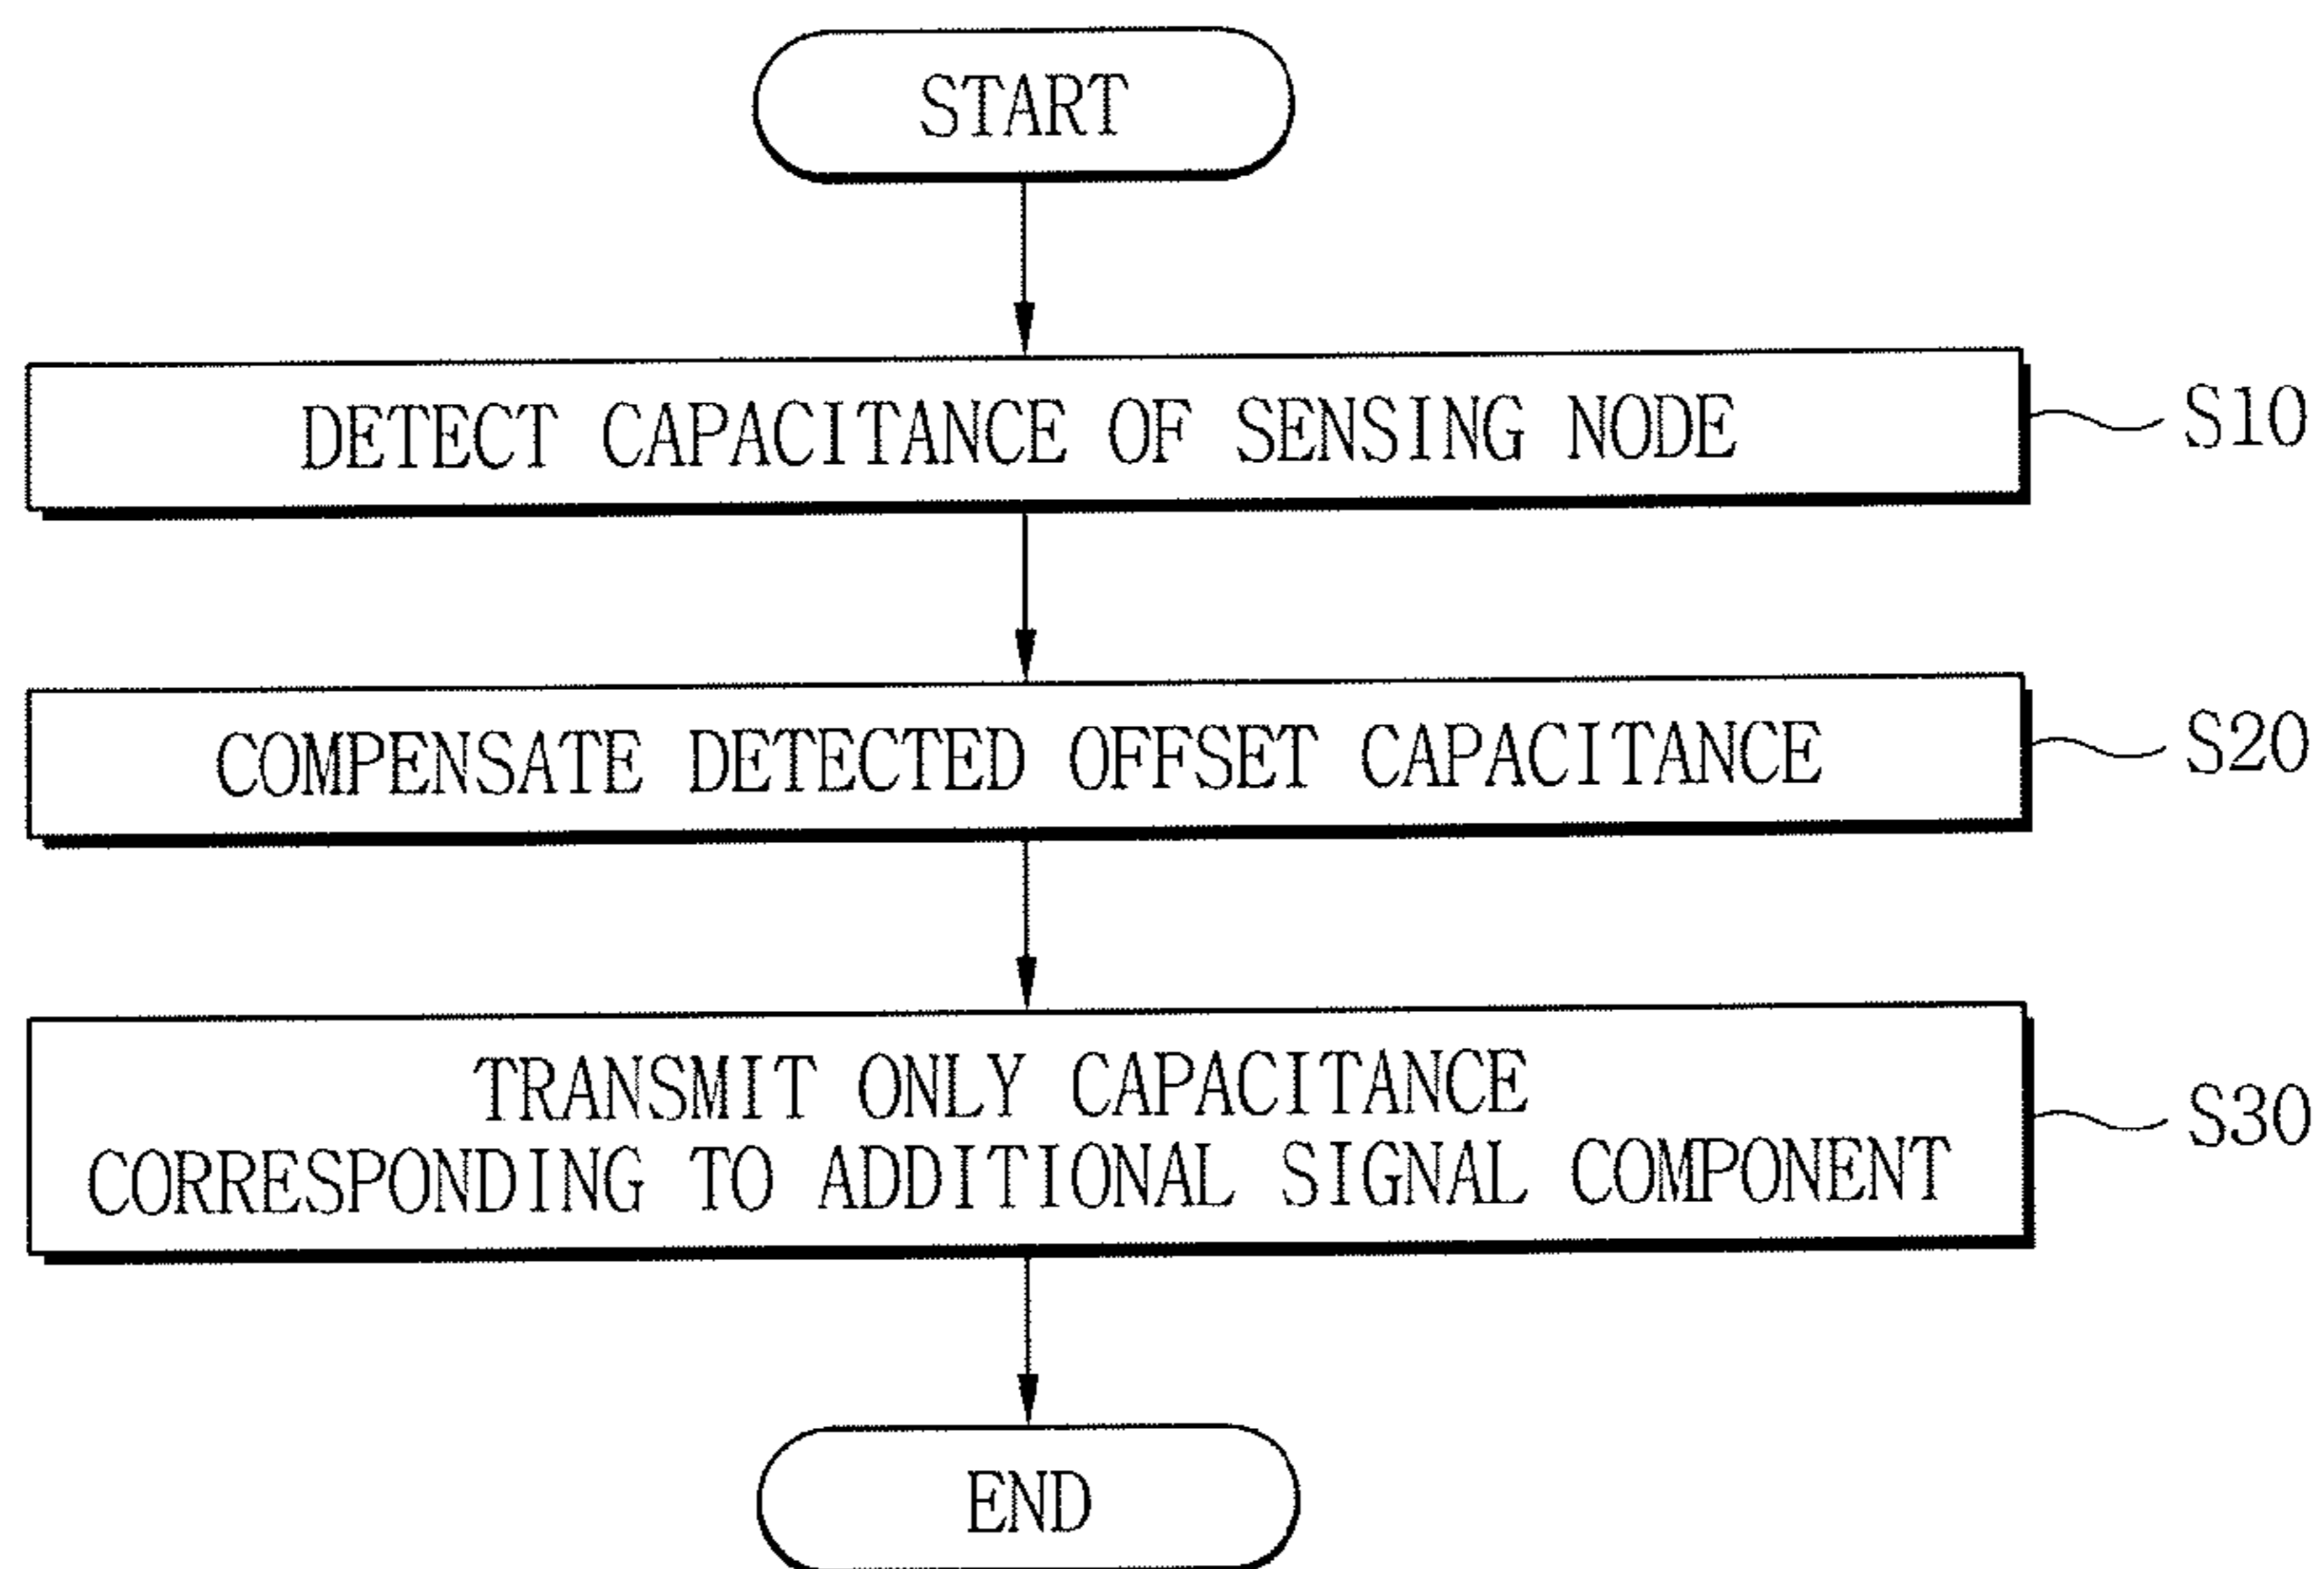 START
DETECT CAPACITANCE OF SENSING NODE
S10
COMPENSATE DETECTED OFFSET CAPACITANCE
S20
TRANSMIT ONLY CAPACITANCE
CORRESPONDING TO ADDITIONAL SIGNAL COMPONENT
S30
END